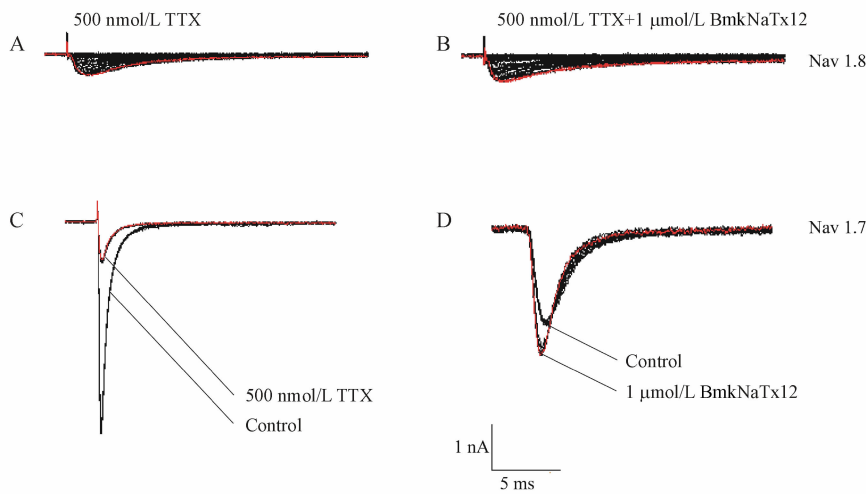 500 nmol/L TTX
500 nmol/L TTX+1 μmol/L BmkNaTx12
A
B
Nav 1.8
C
D
Nav 1.7
Control
500 nmol/L TTX
1 μmol/L BmkNaTx12
Control
1 nA
5 ms